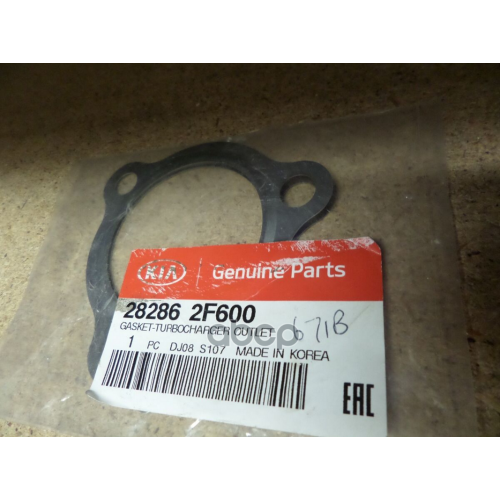 KIA Genuine Parts
28286 2F600
GASKET-TURBOCHARGER OUTLET
671B
1 PC DJ08 S107 MADE IN KOREA
EAC